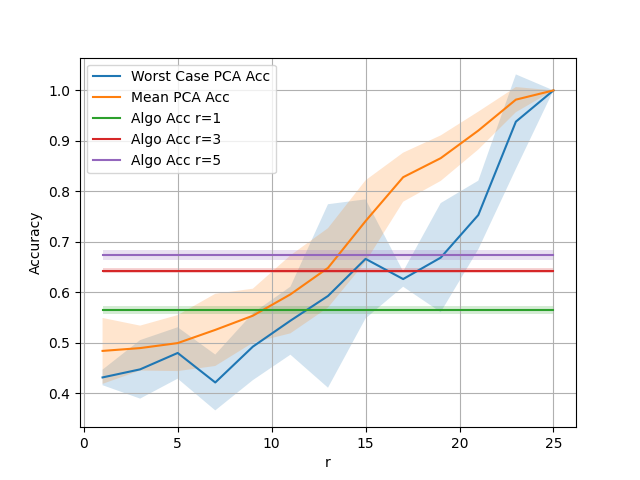 Worst Case PCA Acc
Mean PCA Acc
Algo Acc r=1
Algo Acc r=3
Algo Acc r=5
1.0
0.9
0.8
0.7
0.6
0.5
0.4
Accuracy
0 5 10 15 20 25
r